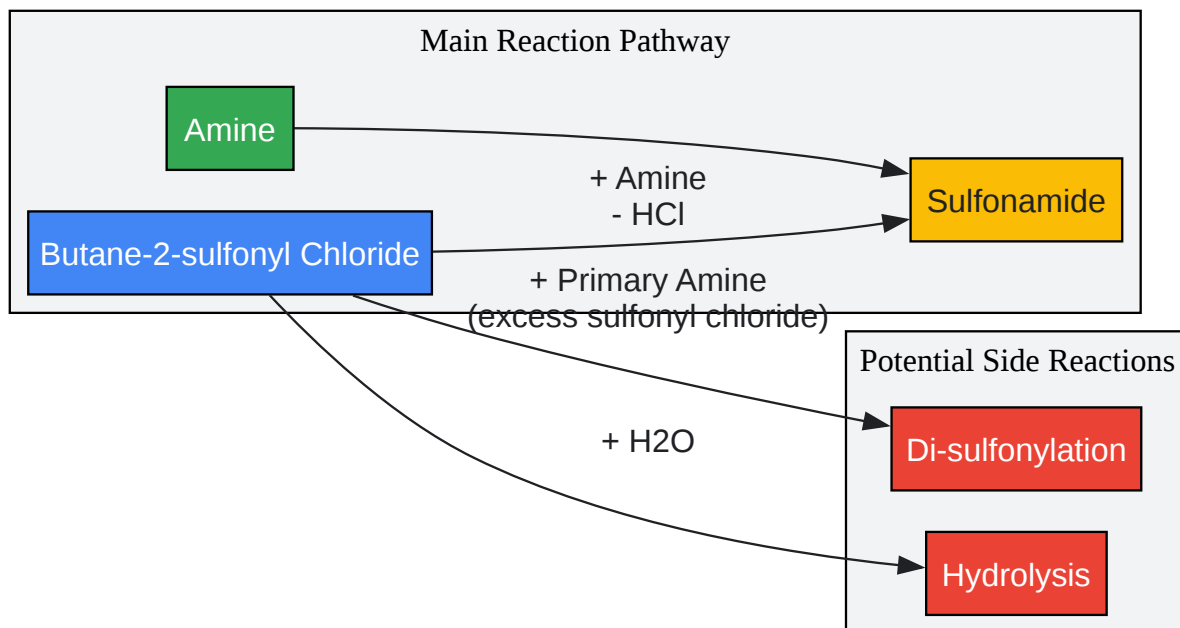 Main Reaction Pathway
Amine
+ Amine
- HCl
Sulfonamide
Butane-2-sulfonyl Chloride
+ Primary Amine
(excess sulfonyl chloride)
Potential Side Reactions
+ H2O
Di-sulfonylation
Hydrolysis